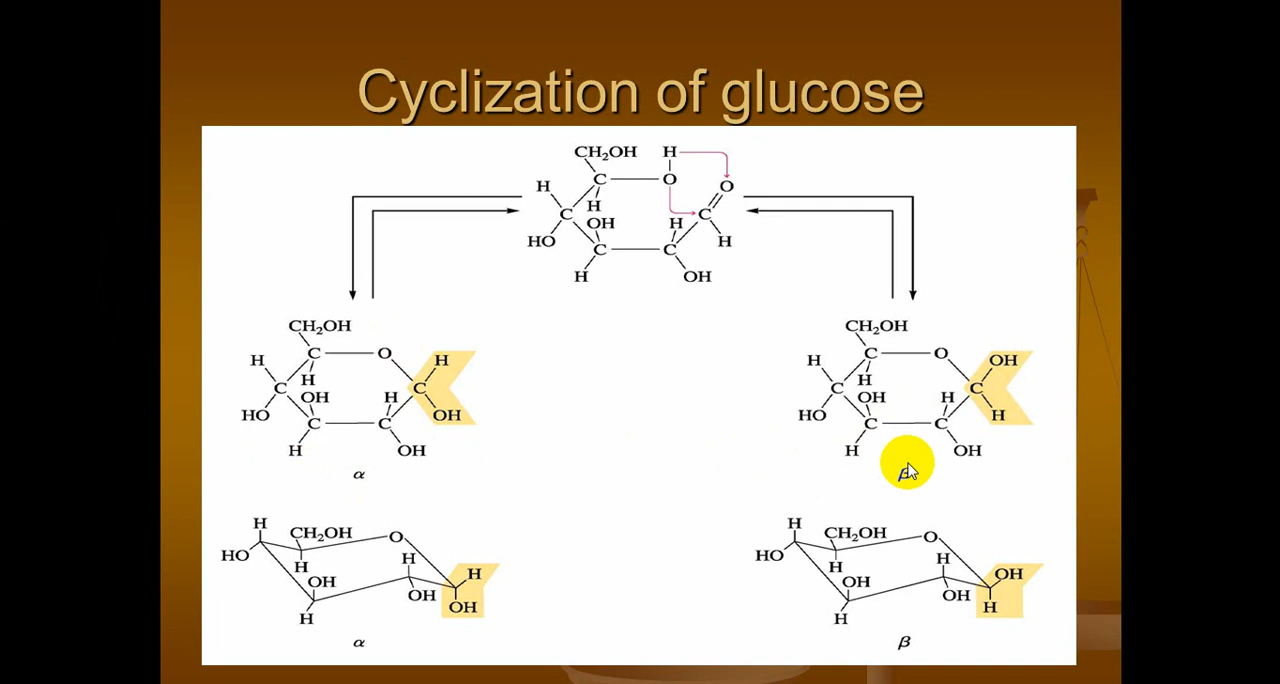 Cyclization of glucose
CH₂OH H
C O O
H
H C C
OH H
HO H
C C
H OH
CH₂OH CH₂OH
C O C O
H H H OH
C H C C H C
OH H OH H
HO OH HO H
C C C C
H OH H OH
α β
H H
CH₂OH O CH₂OH O
HO HO
H H H H
H OH
OH OH
OH OH
OH H
H H
α β